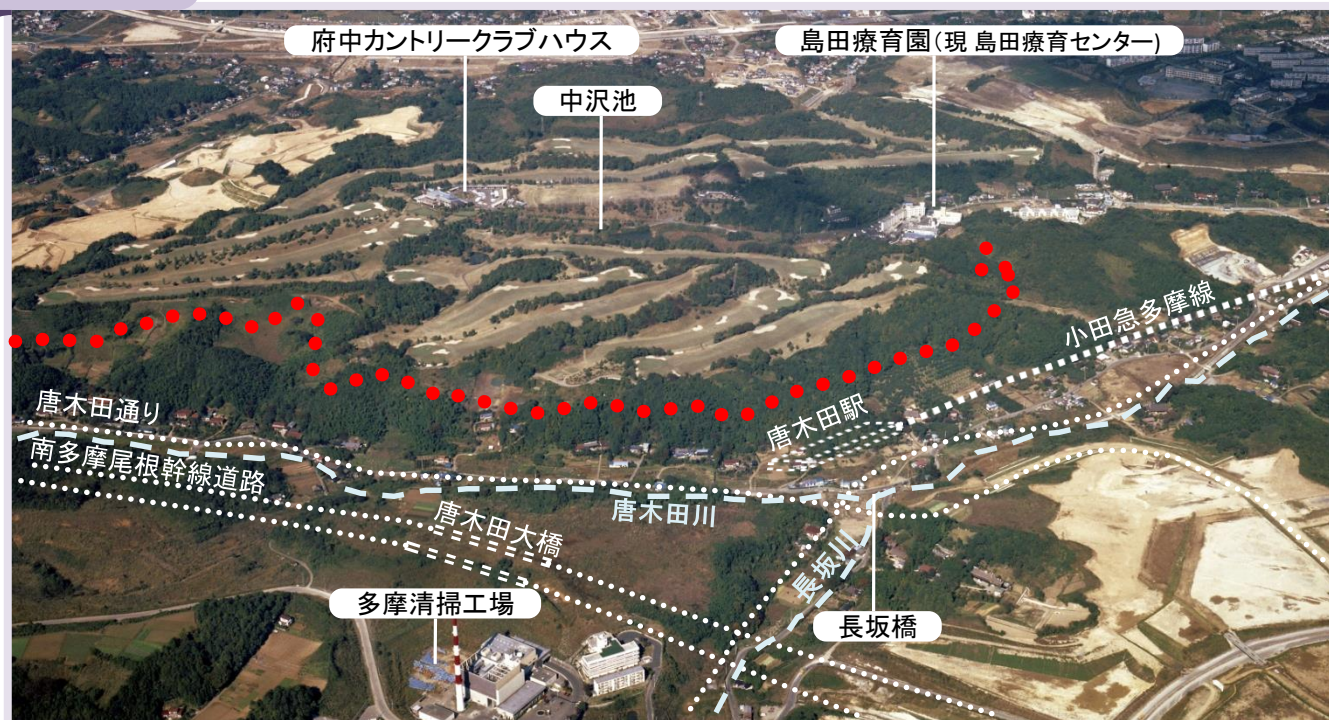 府中カントリークラブハウス
島田療育園(現 島田療育センター)
中沢池
小田急多摩線
唐木田駅
唐木田通り
南多摩尾根幹線道路
唐木田川
唐木田大橋
長坂川
多摩清掃工場
長坂橋